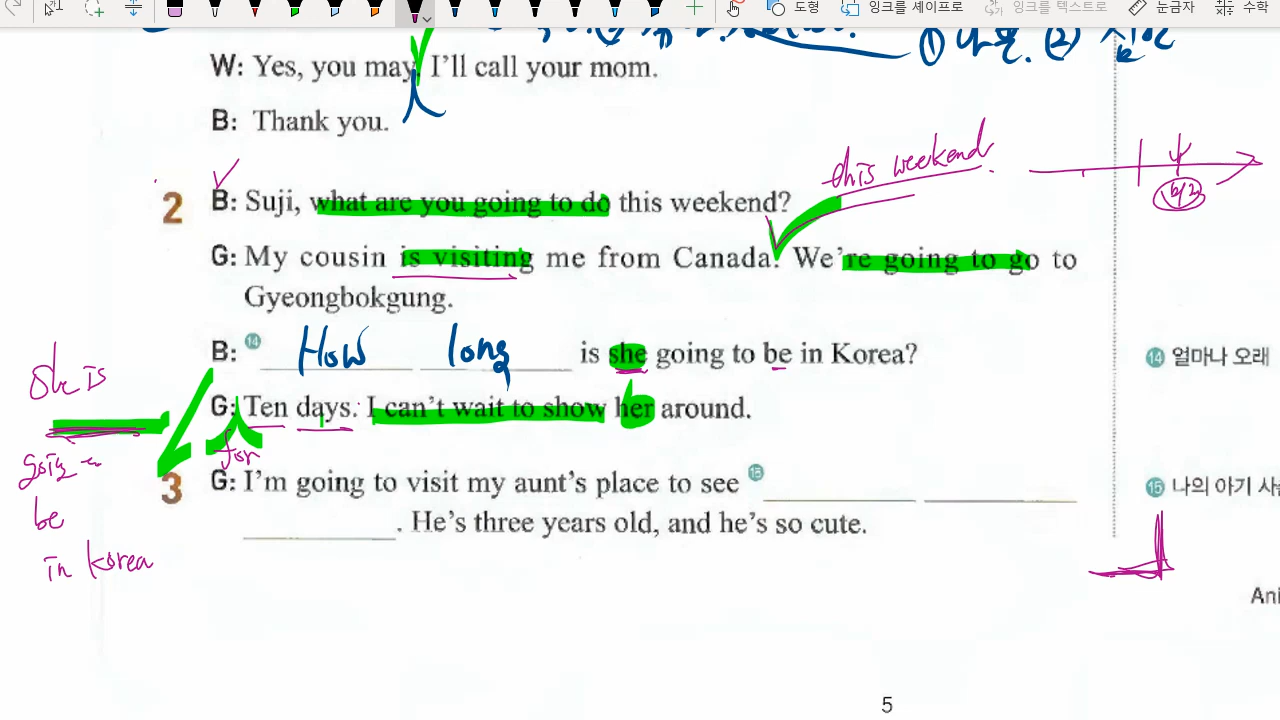 도형
잉크를 셰이프로
잉크를 텍스트로
눈금자
수학
① ②
W: Yes, you may. I'll call your mom.
B: Thank you.
this weekend.
2 B: Suji, what are you going to do this weekend?
G: My cousin is visiting me from Canada. We're going to go to
Gyeongbokgung.
B: ⑭ How long is she going to be in Korea?
⑭ 얼마나 오래
she is
G: Ten days. I can't wait to show her around.
for
going
be
in korea
3 G: I'm going to visit my aunt's place to see ⑮
⑮ 나의 아기 사
. He's three years old, and he's so cute.
Ani
5